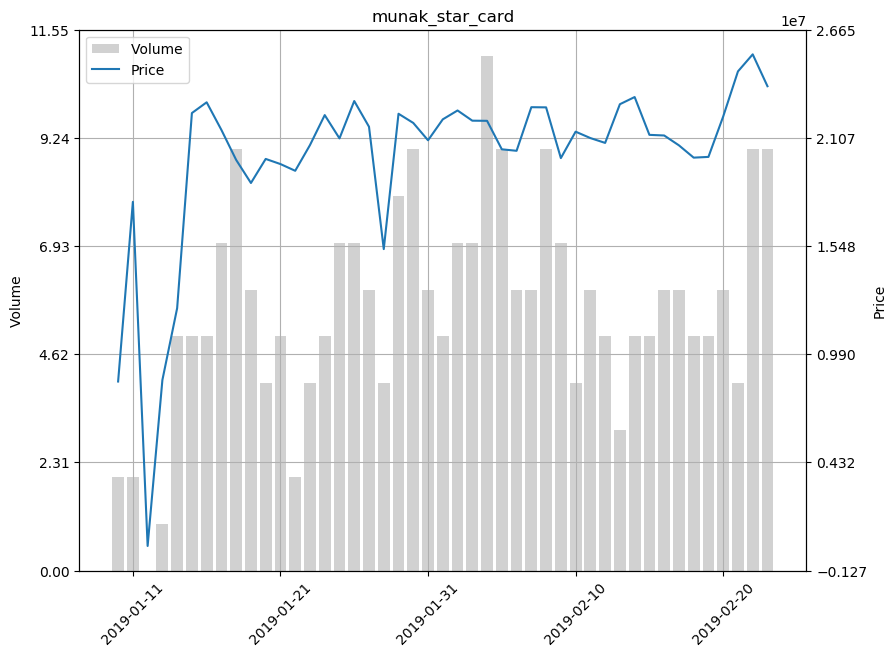 munak_star_card
1e7
11.55
9.24
6.93
4.62
2.31
0.00
Volume
Volume
Price
2.665
2.107
1.548
0.990
0.432
−0.127
Price
2019-01-11
2019-01-21
2019-01-31
2019-02-10
2019-02-20